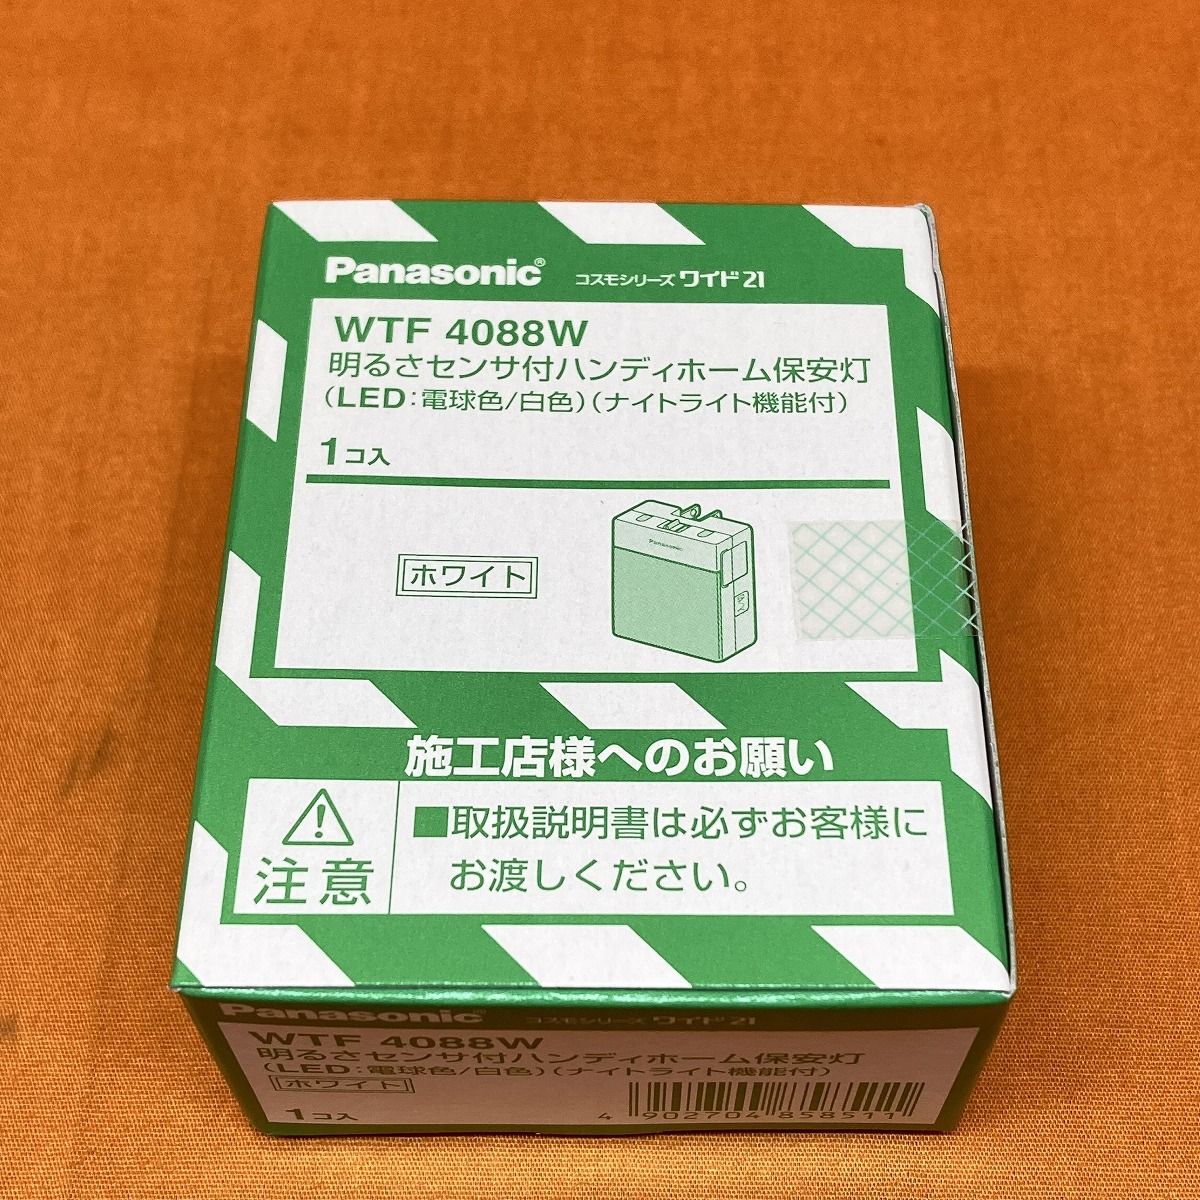 Panasonic® コスモシリーズ ワイド21
WTF 4088W
明るさセンサ付ハンディホーム保安灯
(LED:電球色/白色)(ナイトライト機能付)
1コ入
ホワイト
Panasonic
施工店様へのお願い
注意
■取扱説明書は必ずお客様に
お渡しください。
Panasonic コスモシリーズ ワイド21
WTF 4088W
明るさセンサ付ハンディホーム保安灯
(LED:電球色/白色)(ナイトライト機能付)
ホワイト
1コ入
4 902704 858511